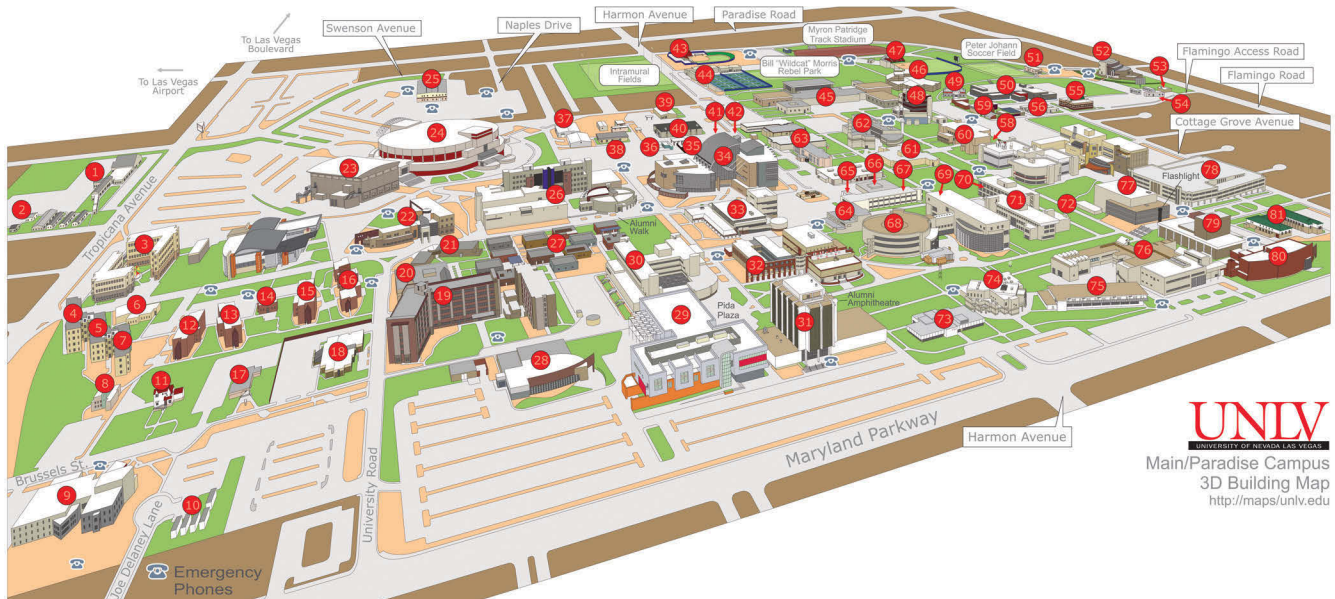 To Las Vegas
Boulevard
To Las Vegas
Airport
Swenson Avenue
Naples Drive
Harmon Avenue
Paradise Road
Myron Patridge
Track Stadium
Peter Johann
Soccer Field
Flamingo Access Road
Flamingo Road
Cottage Grove Avenue
Intramural
Fields
Bill "Wildcat" Morris
Rebel Park
Flashlight
Tropicana Avenue
Alumni
Walk
Pida
Plaza
Alumni
Amphitheatre
Maryland Parkway
Harmon Avenue
University Road
Brussels St.
Joe Delaney Lane
Emergency
Phones
1
2
3
4
5
6
7
8
9
10
11
12
13
14
15
16
17
18
19
20
21
22
23
24
25
26
27
28
29
30
31
32
33
34
35
36
37
38
39
40
41
42
43
44
45
46
47
48
49
50
51
52
53
54
55
56
58
59
60
61
62
63
64
65
66
67
68
69
70
71
72
73
74
75
76
77
78
79
80
81
UNLV
UNIVERSITY OF NEVADA LAS VEGAS
Main/Paradise Campus
3D Building Map
http://maps/unlv.edu